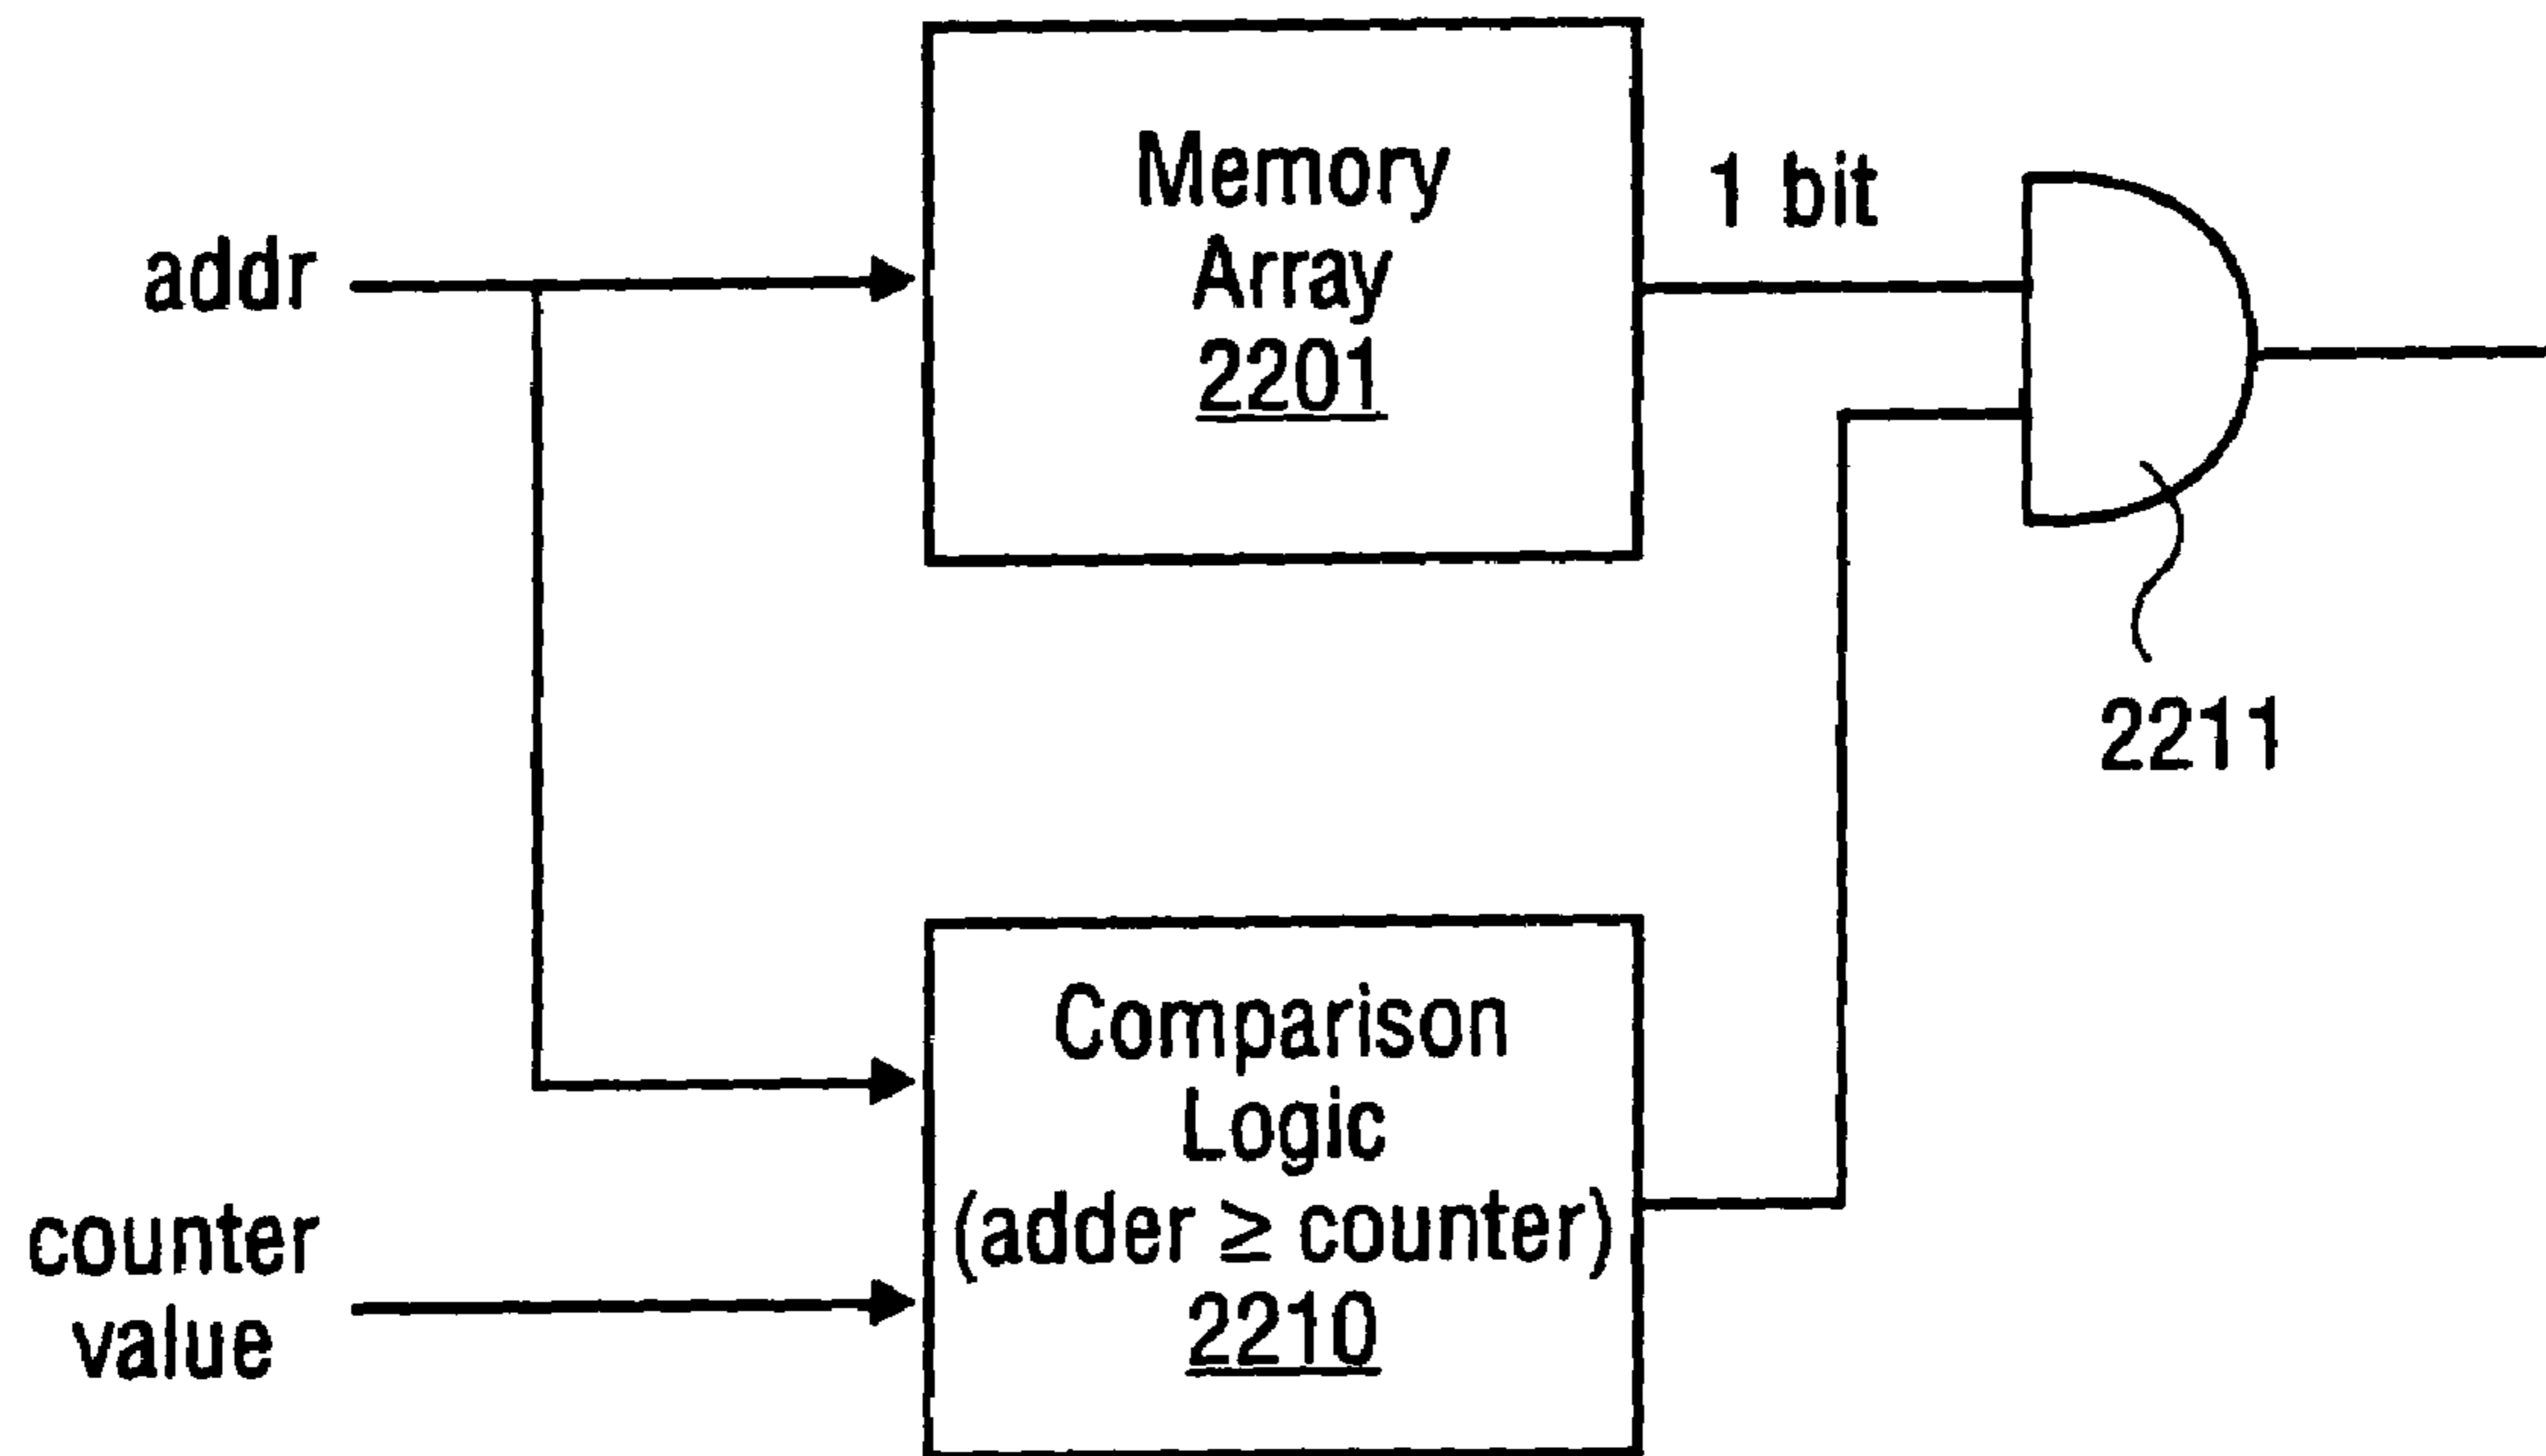 addr
Memory
Array
2201
1 bit
2211
counter
value
Comparison
Logic
(adder ≥ counter)
2210